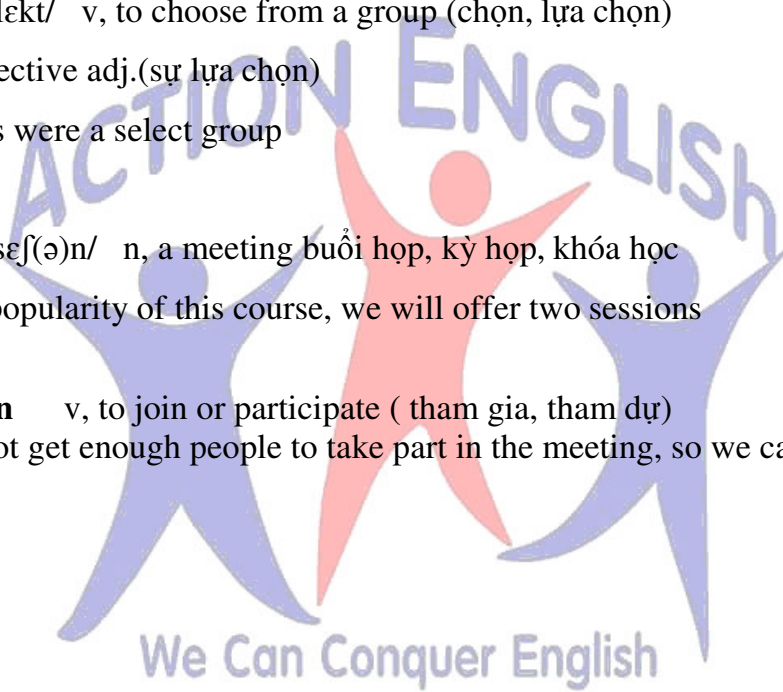 lɛkt/ v, to choose from a group (chọn, lựa chọn)
ective adj.(sự lựa chọn)
s were a select group
sɛʃ(ə)n/ n, a meeting buổi họp, kỳ họp, khóa học
popularity of this course, we will offer two sessions
n v, to join or participate ( tham gia, tham dự)
ot get enough people to take part in the meeting, so we ca
ACTION ENGLISh
We Can Conquer English